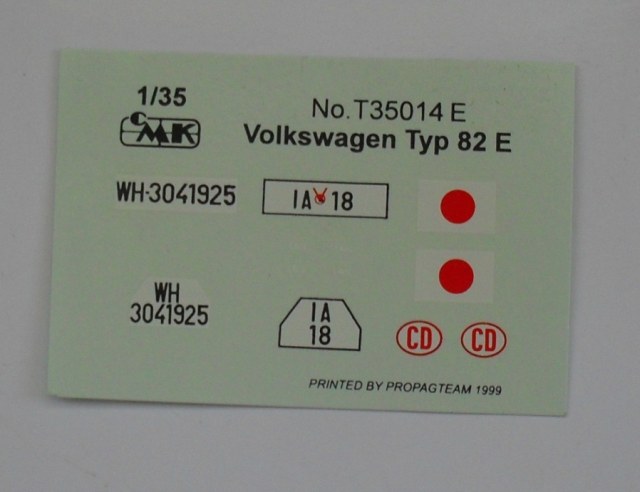 1/35
CMK
No.T35014 E
Volkswagen Typ 82 E
WH-3041925
IA 18
WH
3041925
IA
18
CD CD
PRINTED BY PROPAGTEAM 1999